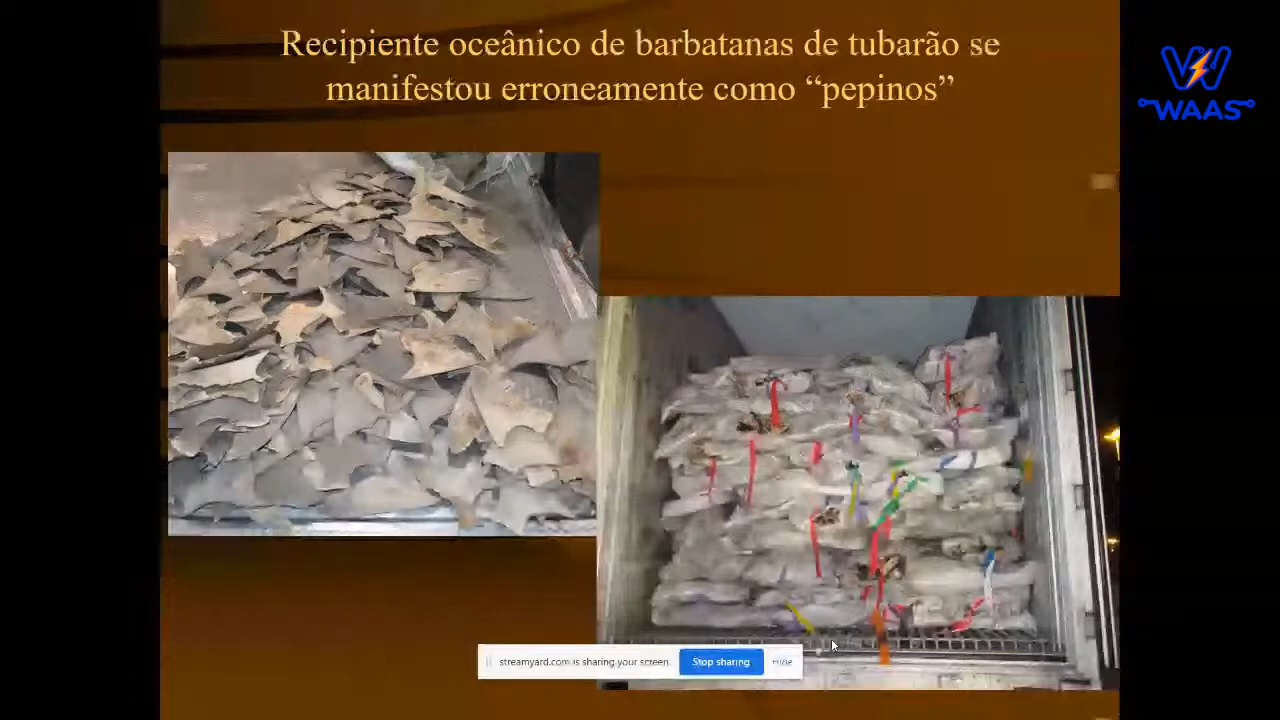 Recipiente oceânico de barbatanas de tubarão se
manifestou erroneamente como “pepinos”
WAAS
streamyard.com is sharing your screen.
Stop sharing
Hide